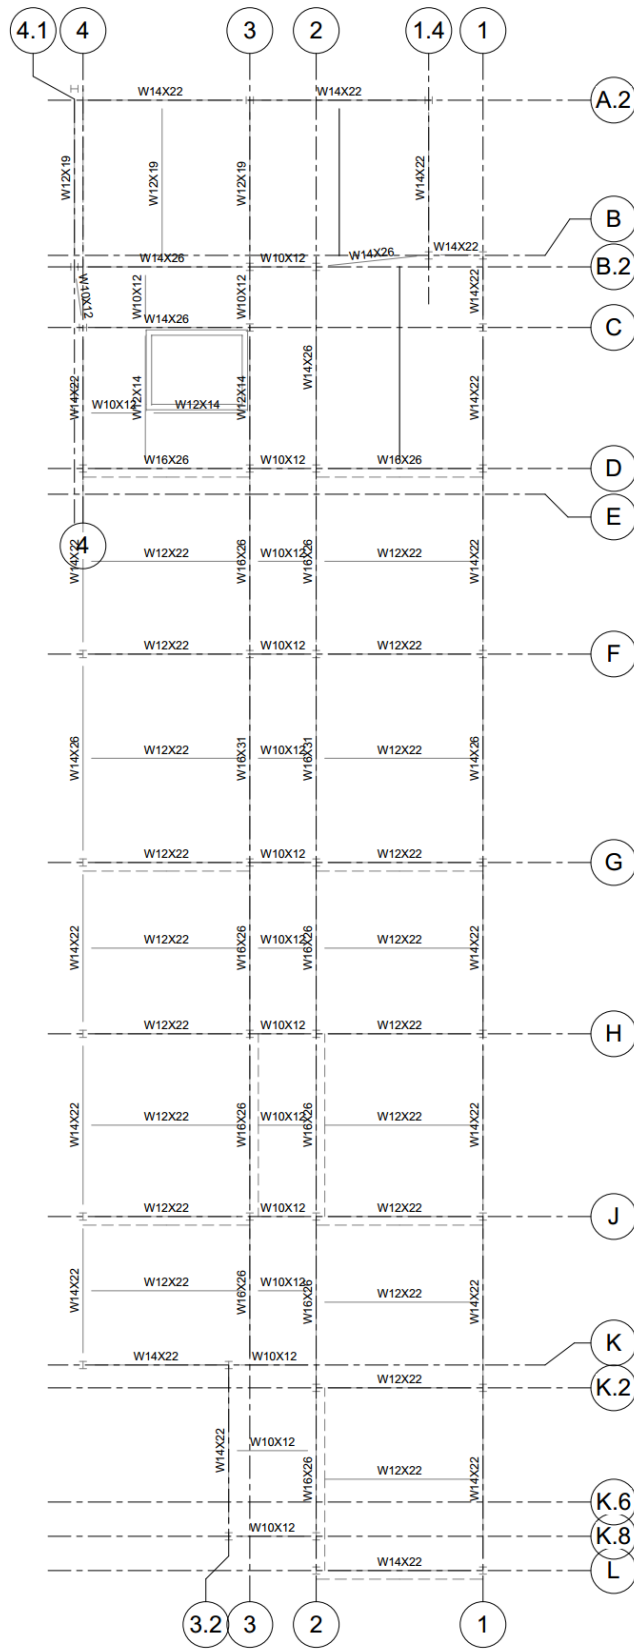 4.1 4 3 2 1.4 1
W14X22 W14X22
A.2
W12X19 W12X19 W12X19 W14X22
B
W14X22
W14X26 W10X12 W14X26
B.2
W10X12 W10X12 W10X12 W14X22
W14X26
C
W14X26
W14X22 W12X14 W12X14 W14X22
W10X12 W12X14
W16X26 W10X12 W16X26
D
E
4
W14X22 W12X22 W16X26 W10X12 W16X26 W12X22 W14X22
W12X22 W10X12 W12X22
F
W14X26 W12X22 W16X31 W10X12 W16X31 W12X22 W14X26
W12X22 W10X12 W12X22
G
W14X22 W12X22 W16X26 W10X12 W16X26 W12X22 W14X22
W12X22 W10X12 W12X22
H
W14X22 W12X22 W16X26 W10X12 W16X26 W12X22 W14X22
W12X22 W10X12 W12X22
J
W14X22 W12X22 W16X26 W10X12 W16X26 W12X22 W14X22
K
W14X22 W10X12
W12X22
K.2
W14X22 W10X12 W16X26 W12X22 W14X22
K.6
W10X12
K.8
W14X22
L
3.2 3 2 1